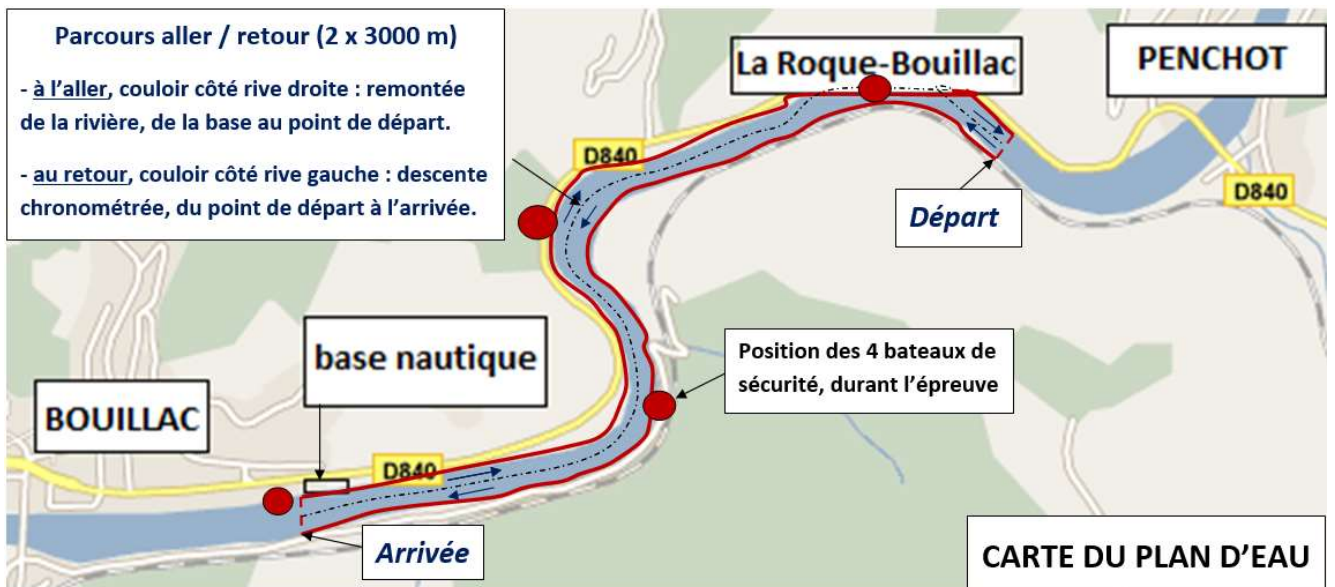 Parcours aller / retour (2 x 3000 m)
- à l’aller, couloir côté rive droite : remontée
de la rivière, de la base au point de départ.
- au retour, couloir côté rive gauche : descente
chronométrée, du point de départ à l’arrivée.
La Roque-Bouillac
PENCHOT
D840
D840
Départ
base nautique
Position des 4 bateaux de
sécurité, durant l’épreuve
BOUILLAC
D840
Arrivée
CARTE DU PLAN D’EAU